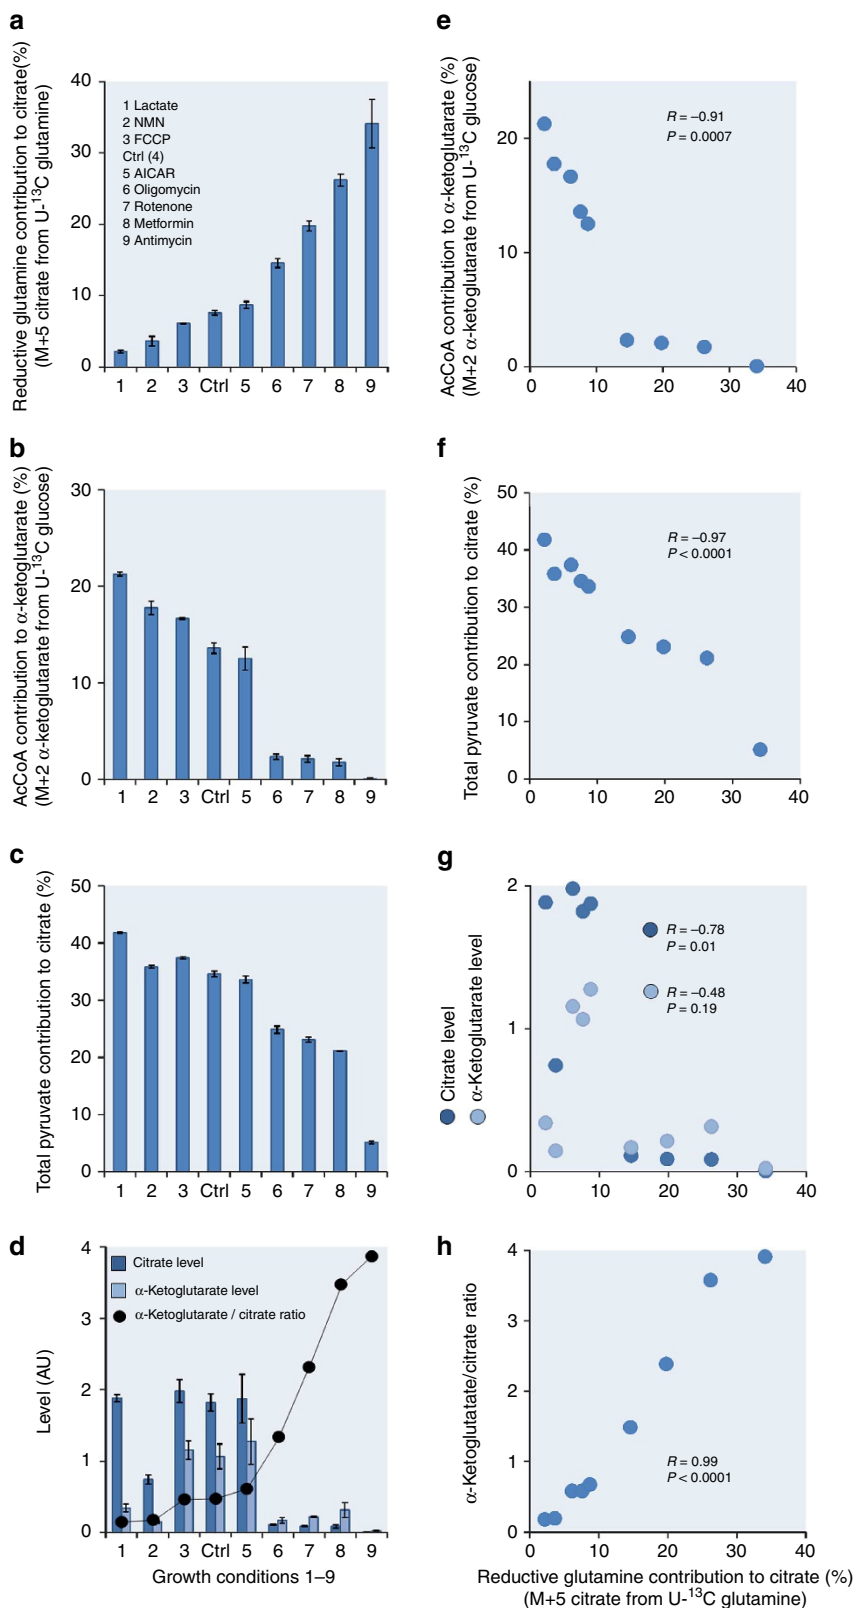 a
Reductive glutamine contribution to citrate(%)
(M+5 citrate from U-13C glutamine)
40
30
20
10
0
1 Lactate
2 NMN
3 FCCP
Ctrl (4)
5 AICAR
6 Oligomycin
7 Rotenone
8 Metformin
9 Antimycin
1 2 3 Ctrl 5 6 7 8 9
b
AcCoA contribution to α-ketoglutarate (%)
(M+2 α-ketoglutarate from U-13C glucose)
30
20
10
0
1 2 3 Ctrl 5 6 7 8 9
c
Total pyruvate contribution to citrate (%)
50
40
30
20
10
0
1 2 3 Ctrl 5 6 7 8 9
d
Level (AU)
4
3
2
1
0
Citrate level
α-Ketoglutarate level
α-Ketoglutarate / citrate ratio
1 2 3 Ctrl 5 6 7 8 9
Growth conditions 1–9
e
AcCoA contribution to α-ketoglutarate (%)
(M+2 α-ketoglutarate from U-13C glucose)
20
10
0
R = –0.91
P = 0.0007
0 10 20 30 40
f
Total pyruvate contribution to citrate (%)
50
40
30
20
10
0
R = –0.97
P < 0.0001
0 10 20 30 40
g
Citrate level
α-Ketoglutarate level
2
1
0
R = –0.78
P = 0.01
R = –0.48
P = 0.19
0 10 20 30 40
h
α-Ketoglutatate/citrate ratio
4
3
2
1
0
R = 0.99
P < 0.0001
0 10 20 30 40
Reductive glutamine contribution to citrate (%)
(M+5 citrate from U-13C glutamine)